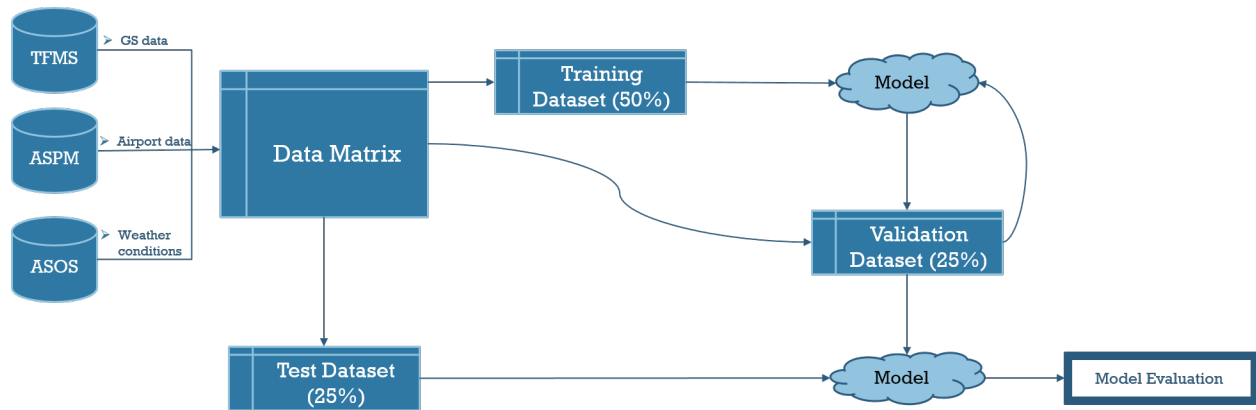 TFMS
➢ GS data
ASPM
➢ Airport data
ASOS
➢ Weather
conditions
Data Matrix
Training
Dataset (50%)
Model
Validation
Dataset (25%)
Test Dataset
(25%)
Model
Model Evaluation